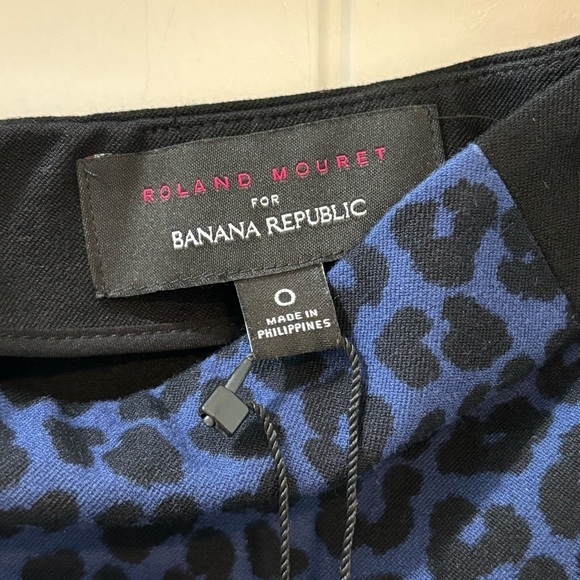 ROLAND MOURET
FOR
BANANA REPUBLIC
0
MADE IN
PHILIPPINES